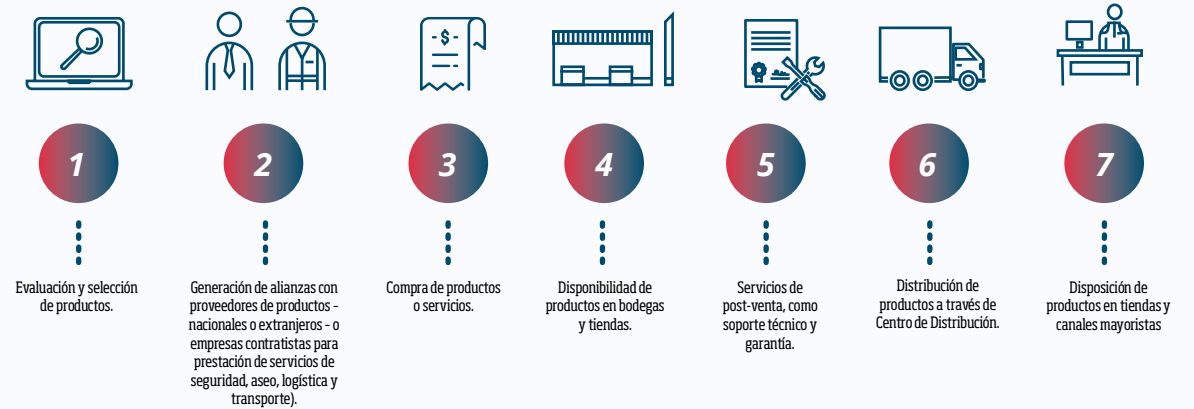 - $ -
1
2
3
4
5
6
7
Evaluación y selección
de productos.
Generación de alianzas con
proveedores de productos –
nacionales o extranjeros – o
empresas contratistas para
prestación de servicios de
seguridad, aseo, logística y
transporte).
Compra de productos
o servicios.
Disponibilidad de
productos en bodegas
y tiendas.
Servicios de
post-venta, como
soporte técnico y
garantía.
Distribución de
productos a través de
Centro de Distribución.
Disposición de
productos en tiendas y
canales mayoristas